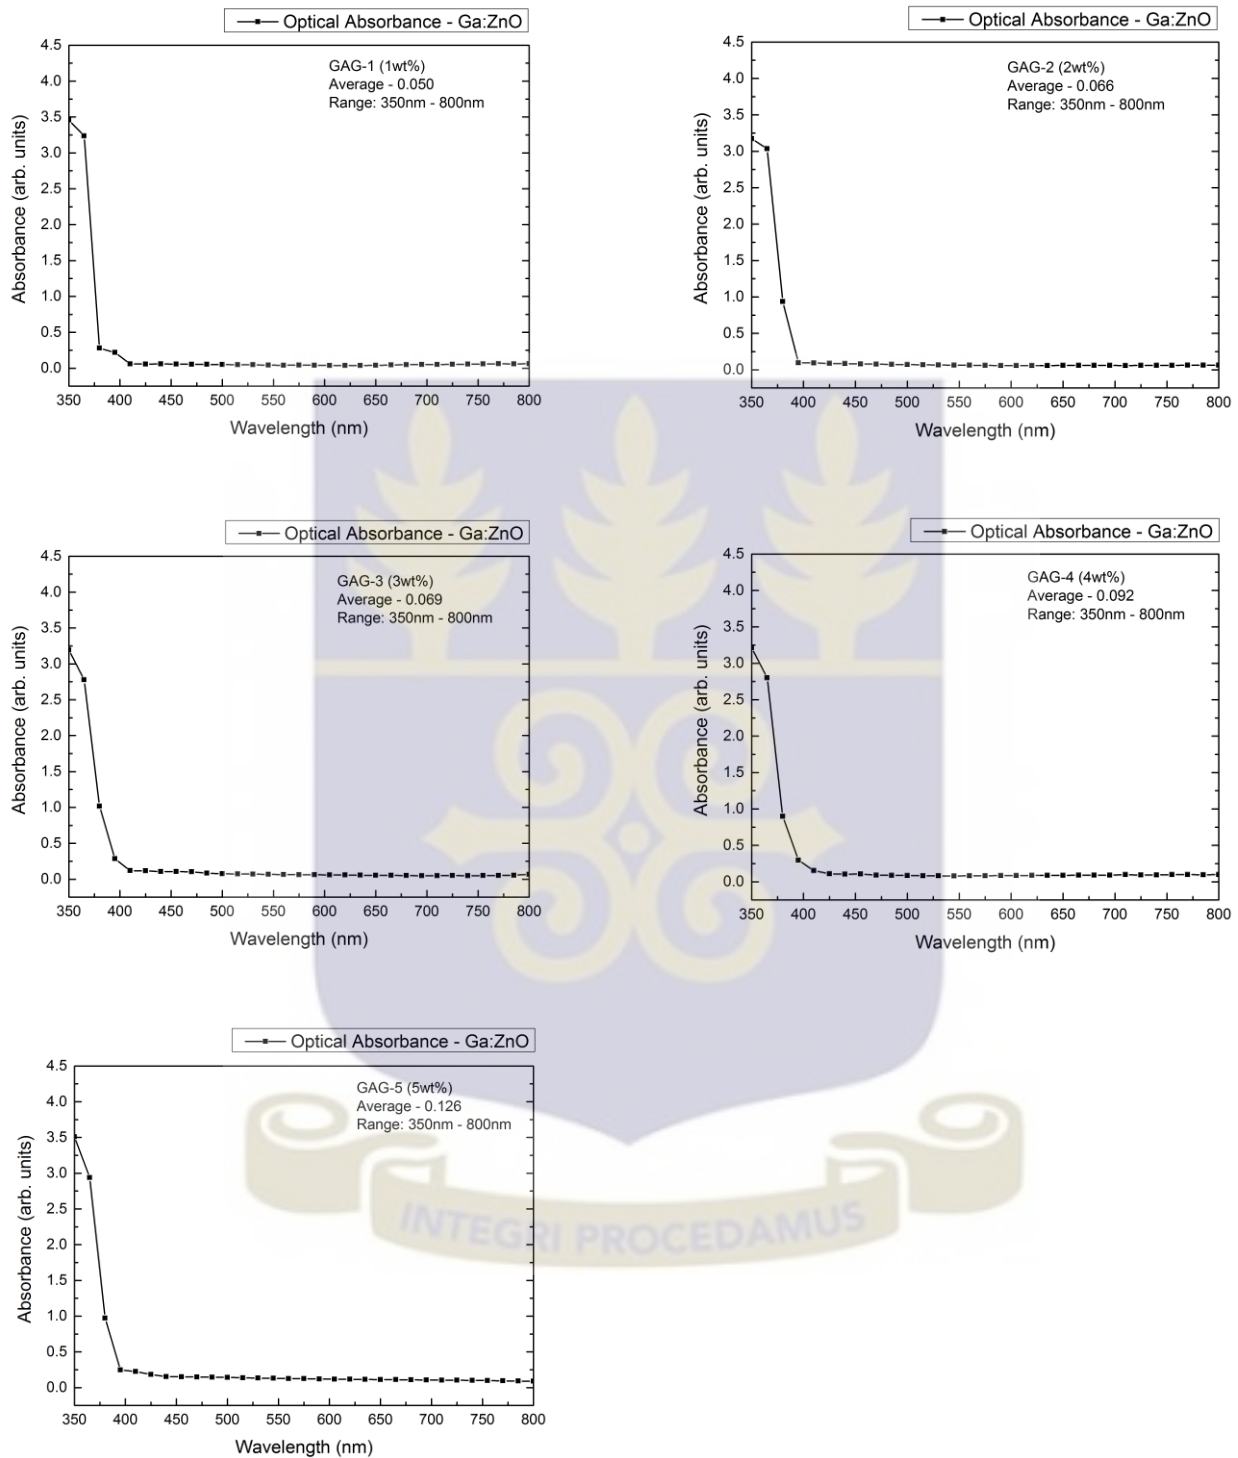 Optical Absorbance - Ga:ZnO
GAG-1 (1wt%)
Average - 0.050
Range: 350nm - 800nm
Absorbance (arb. units)
4.5
4.0
3.5
3.0
2.5
2.0
1.5
1.0
0.5
0.0
350 400 450 500 550 600 650 700 750 800
Wavelength (nm)
Optical Absorbance - Ga:ZnO
GAG-2 (2wt%)
Average - 0.066
Range: 350nm - 800nm
Absorbance (arb. units)
4.5
4.0
3.5
3.0
2.5
2.0
1.5
1.0
0.5
0.0
350 400 450 500 550 600 650 700 750 800
Wavelength (nm)
Optical Absorbance - Ga:ZnO
GAG-3 (3wt%)
Average - 0.069
Range: 350nm - 800nm
Absorbance (arb. units)
4.5
4.0
3.5
3.0
2.5
2.0
1.5
1.0
0.5
0.0
350 400 450 500 550 600 650 700 750 800
Wavelength (nm)
Optical Absorbance - Ga:ZnO
GAG-4 (4wt%)
Average - 0.092
Range: 350nm - 800nm
Absorbance (arb. units)
4.5
4.0
3.5
3.0
2.5
2.0
1.5
1.0
0.5
0.0
350 400 450 500 550 600 650 700 750 800
Wavelength (nm)
Optical Absorbance - Ga:ZnO
GAG-5 (5wt%)
Average - 0.126
Range: 350nm - 800nm
Absorbance (arb. units)
4.5
4.0
3.5
3.0
2.5
2.0
1.5
1.0
0.5
0.0
350 400 450 500 550 600 650 700 750 800
Wavelength (nm)
INTEGRI PROCEDAMUS